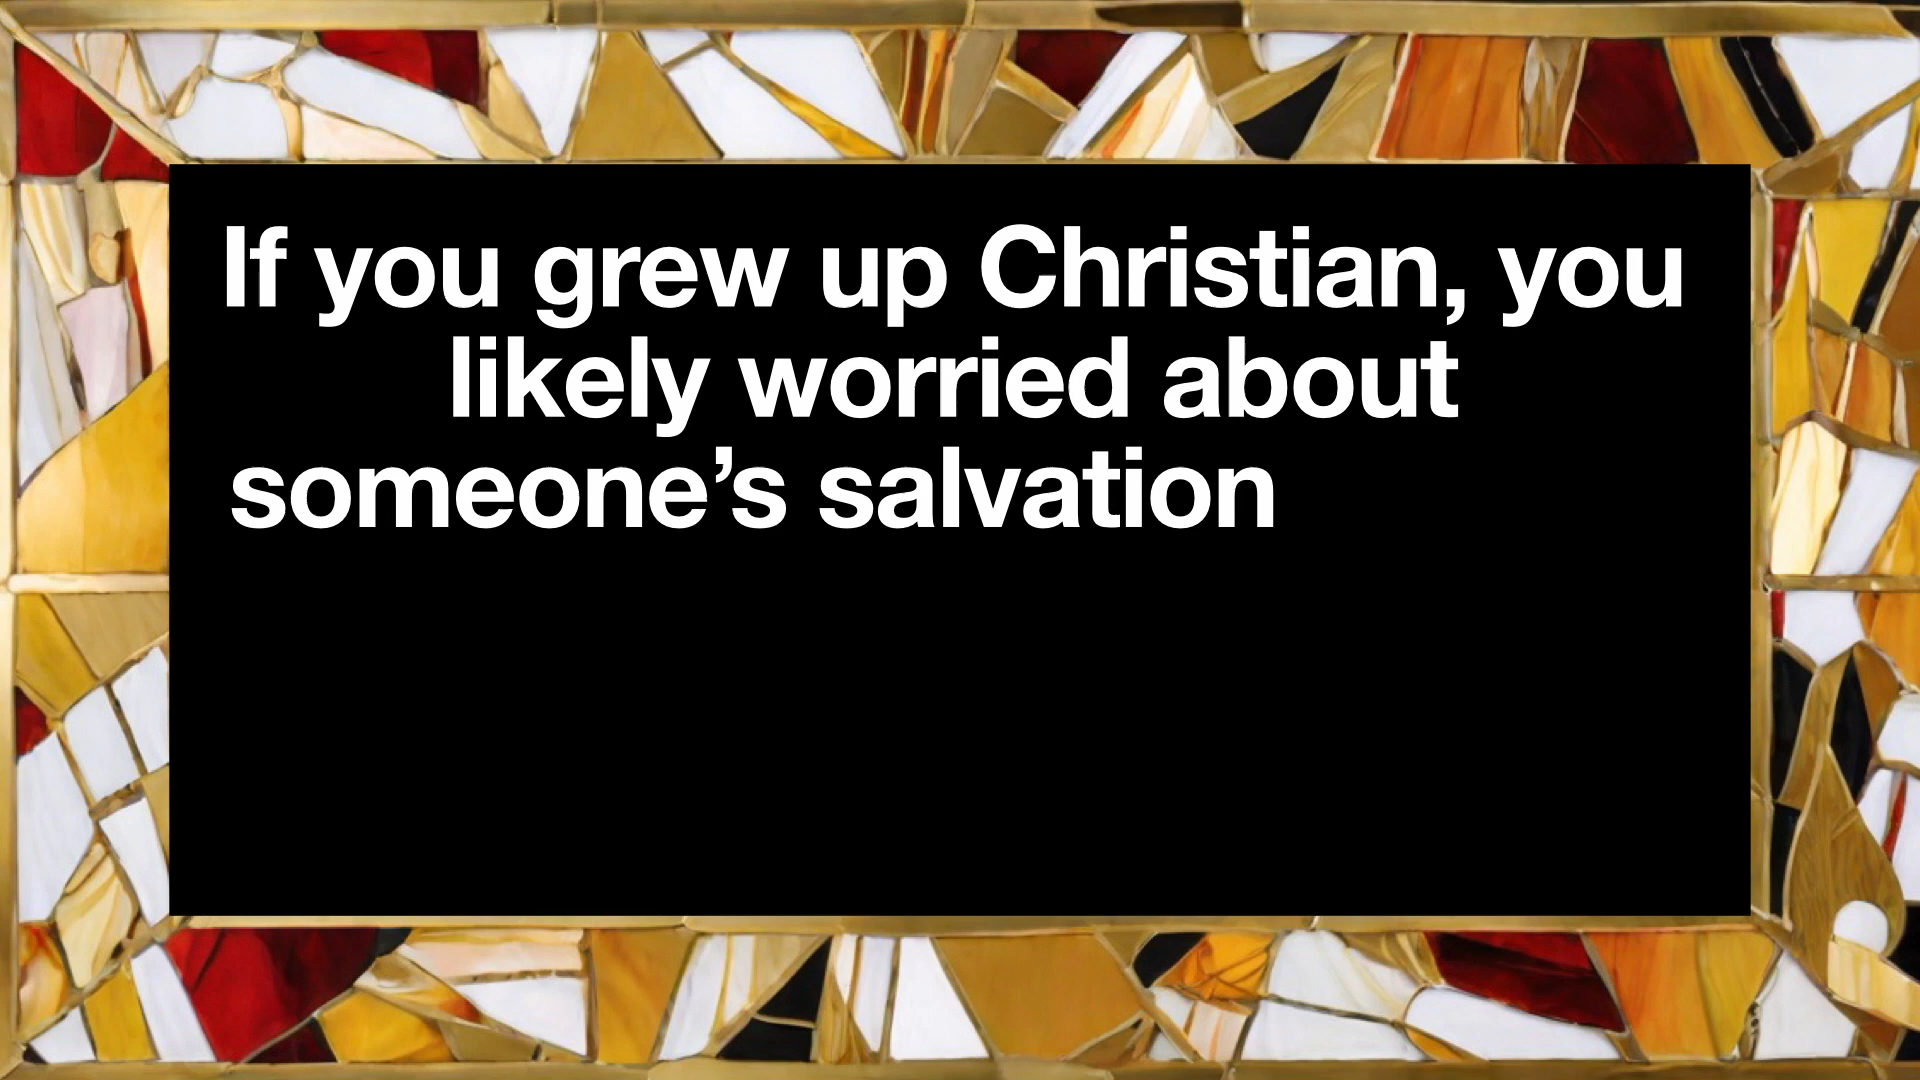 If you grew up Christian, you
likely worried about
someone’s salvation